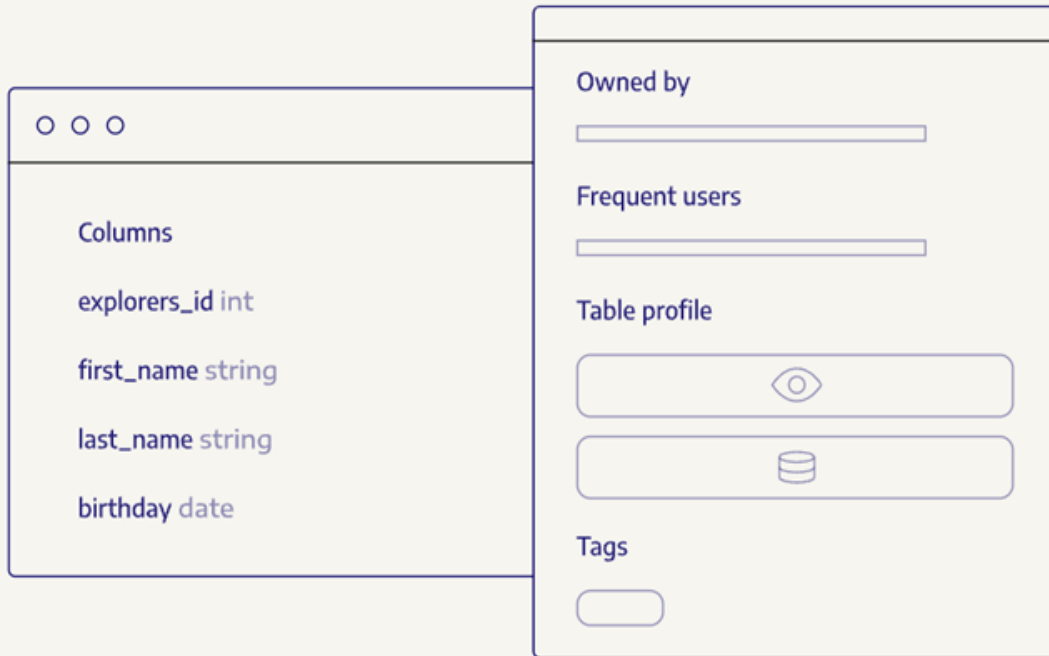 Columns
explorers_id int
first_name string
last_name string
birthday date
Owned by
Frequent users
Table profile
Tags